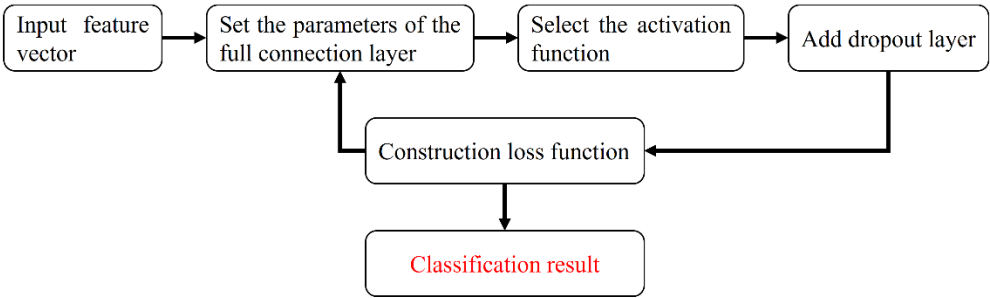 Input feature
vector
Set the parameters of the
full connection layer
Select the activation
function
Add dropout layer
Construction loss function
Classification result